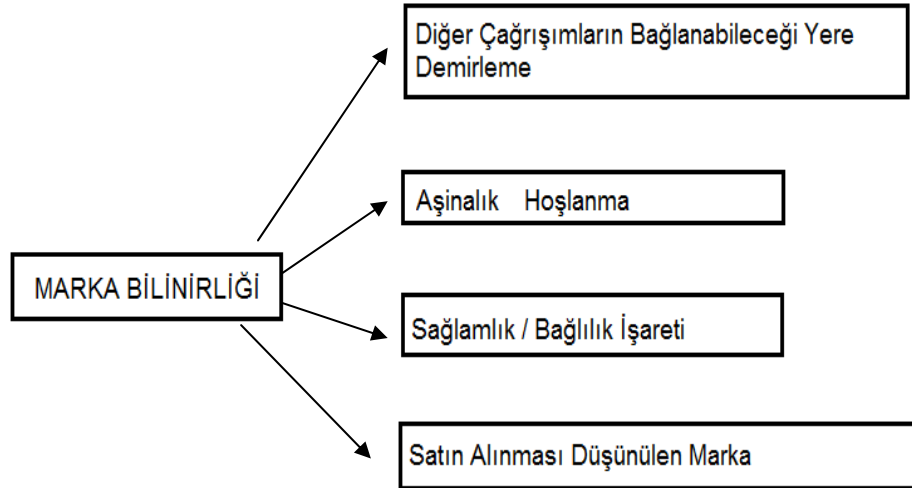 Diğer Çağrışımların Bağlanabileceği Yere
Demirleme
Aşinalık Hoşlanma
MARKA BİLİNİRLİĞİ
Sağlamlık / Bağlılık İşareti
Satın Alınması Düşünülen Marka